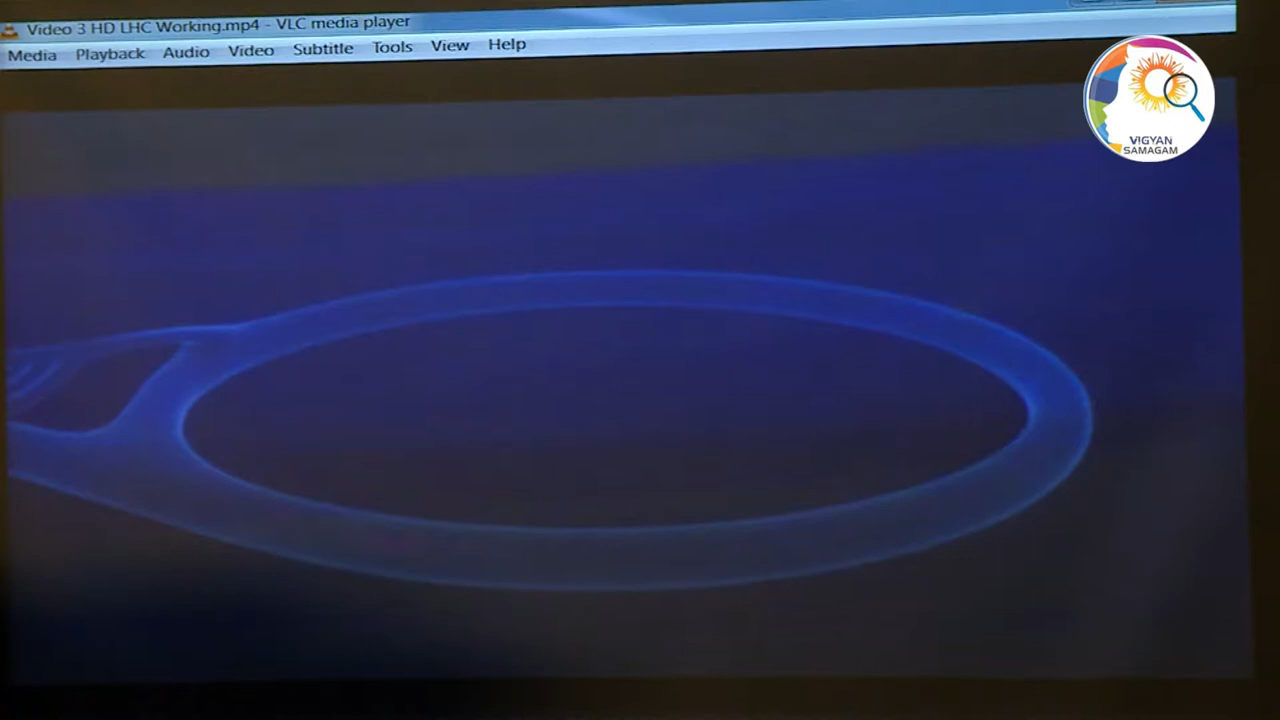 Video 3 HD LHC Working.mp4 - VLC media player
Media Playback Audio Video Subtitle Tools View Help
VIGYAN
SAMAGAM